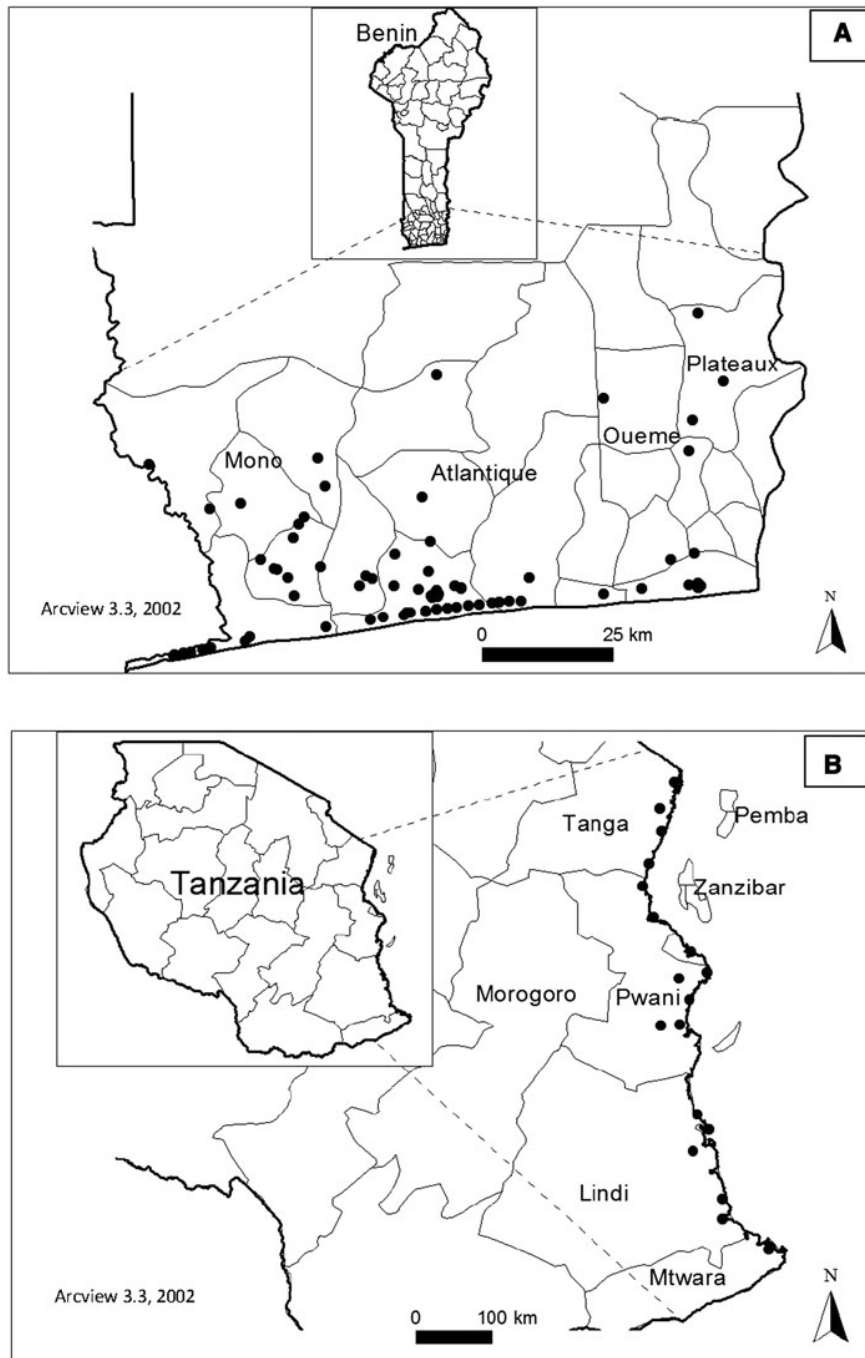 Benin
A
Plateaux
Oueme
Mono
Atlantique
Arcview 3.3, 2002
N
0 25 km
B
Tanga
Pemba
Tanzania
Zanzibar
Morogoro
Pwani
Lindi
Mtwara
N
Arcview 3.3, 2002
0 100 km